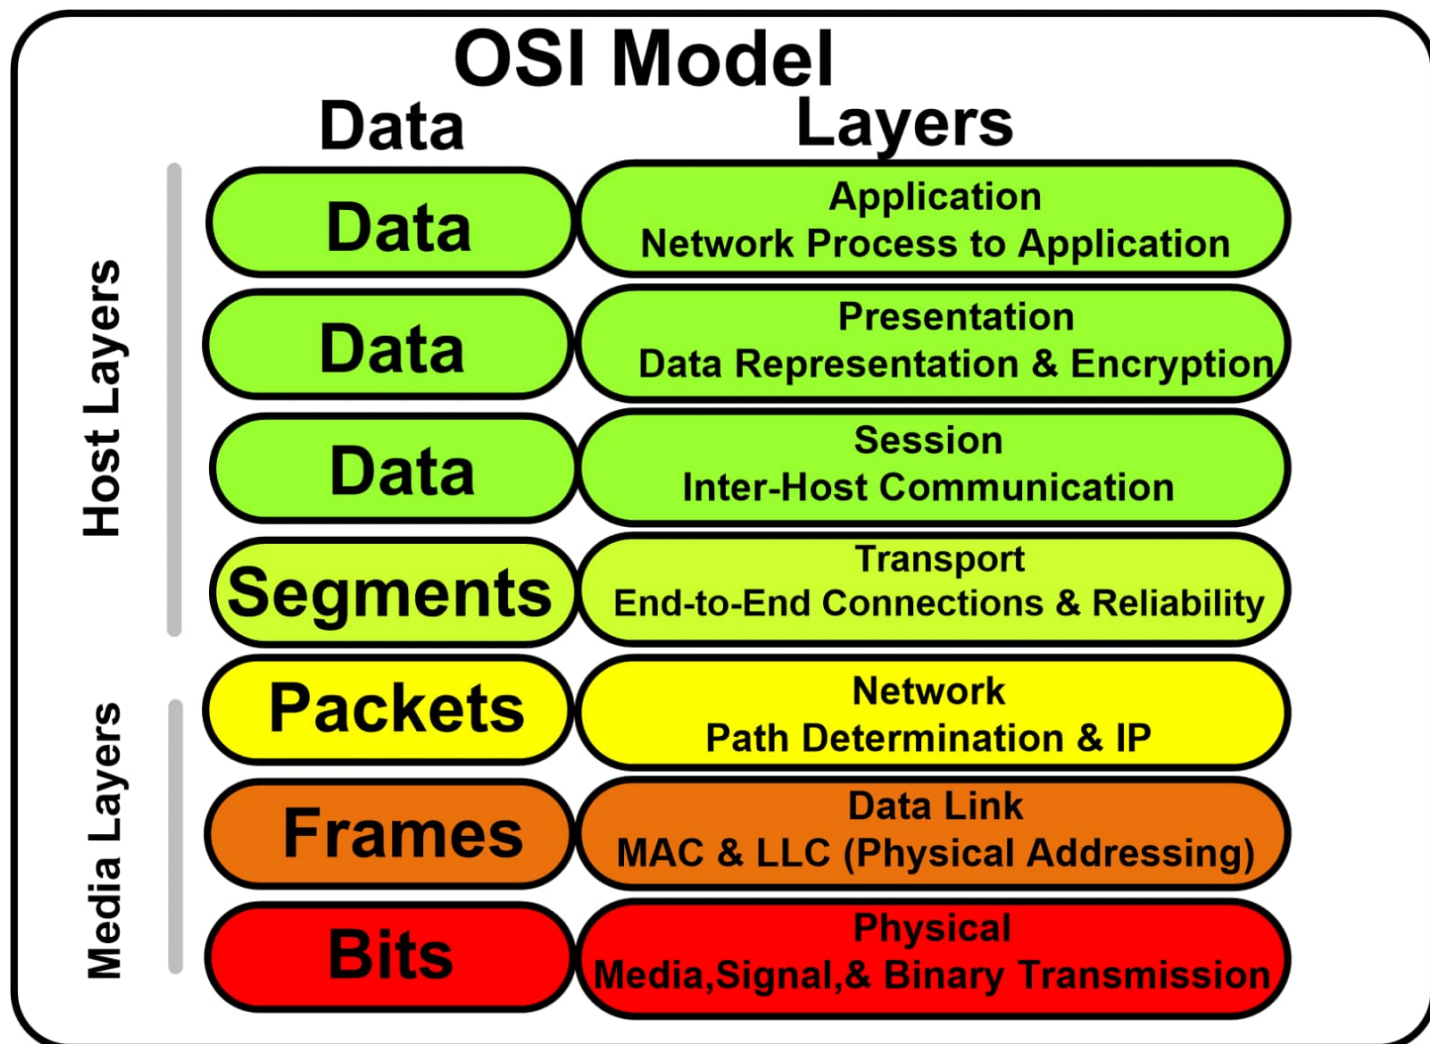 OSI Model
Data
Layers
Host Layers
Data
Application
Network Process to Application
Data
Presentation
Data Representation & Encryption
Data
Session
Inter-Host Communication
Segments
Transport
End-to-End Connections & Reliability
Media Layers
Packets
Network
Path Determination & IP
Frames
Data Link
MAC & LLC (Physical Addressing)
Bits
Physical
Media,Signal,& Binary Transmission